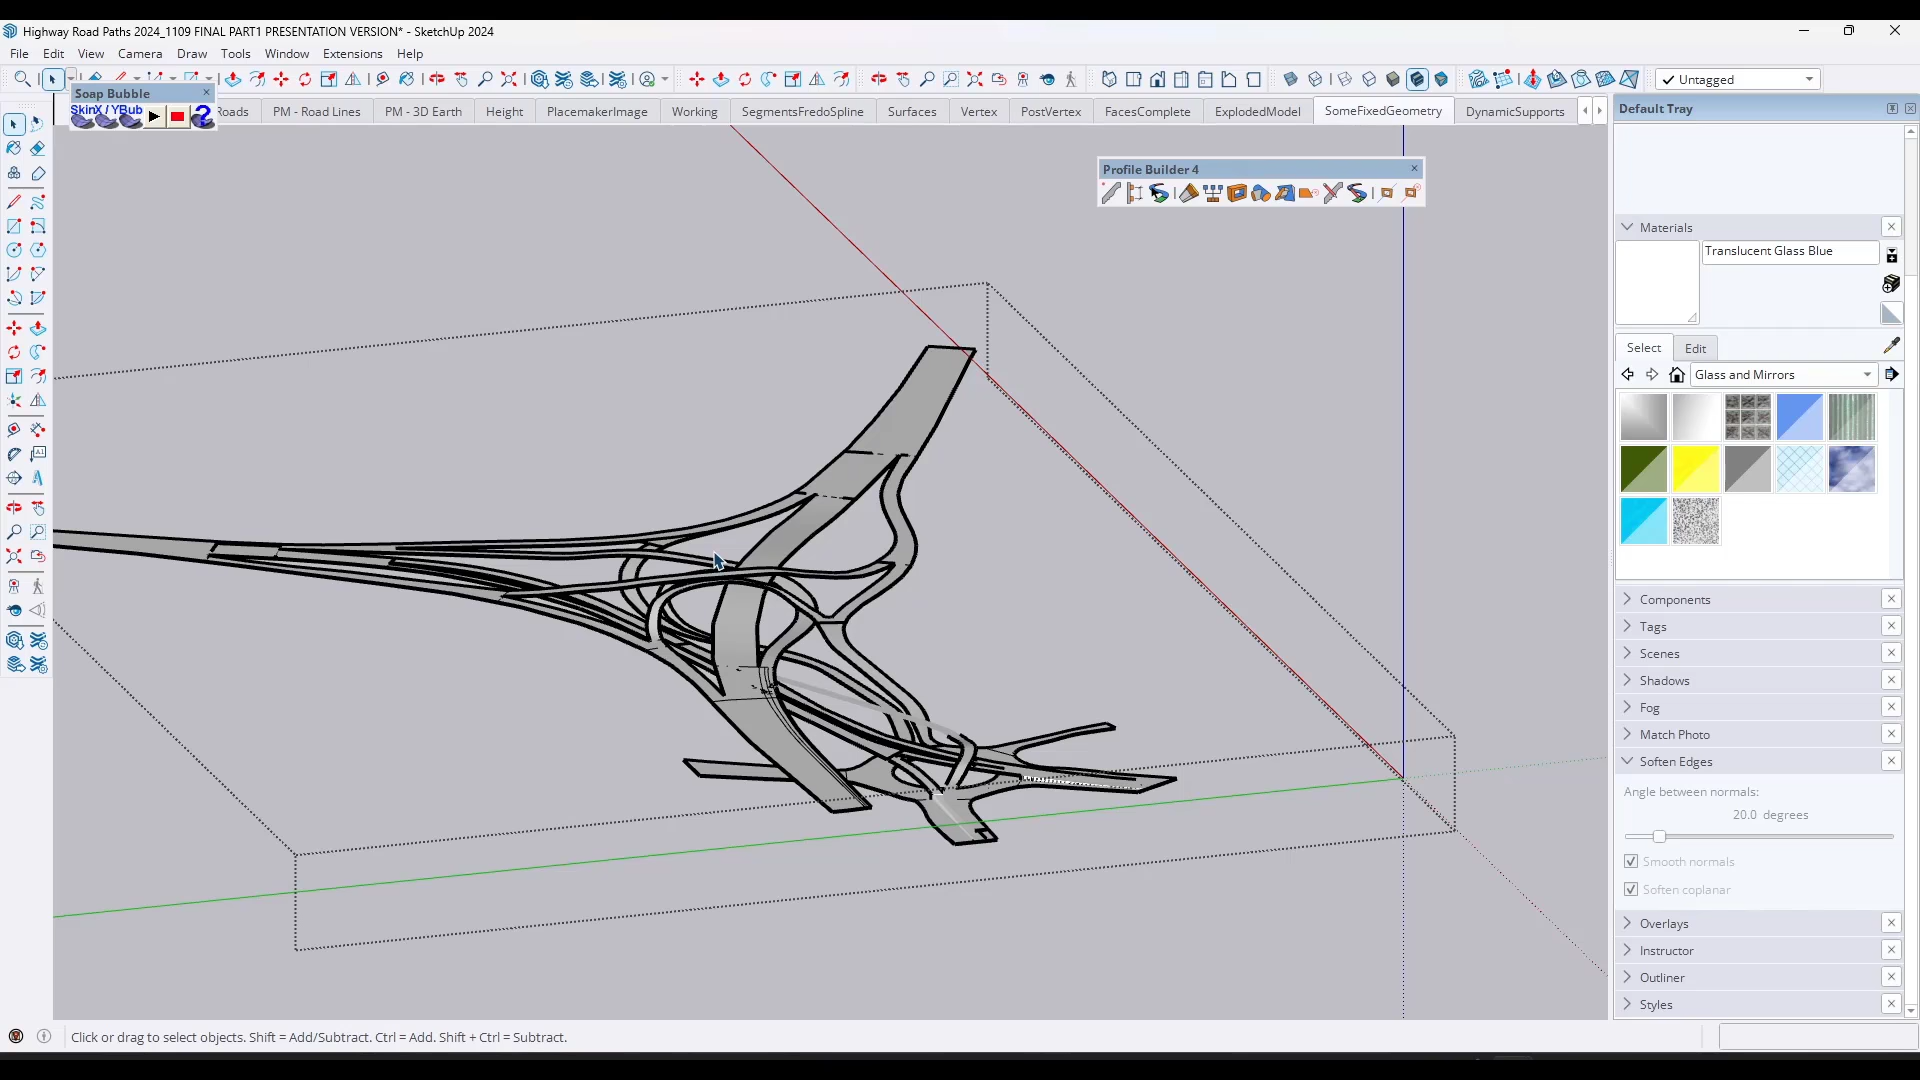 Highway Road Paths 2024_1109 FINAL PART1 PRESENTATION VERSION* - SketchUp 2024
File Edit View Camera Draw Tools Window Extensions Help
Untagged
Soap Bubble
SkinX / YBub
?
Roads PM - Road Lines PM - 3D Earth Height PlacemakerImage Working SegmentsFredoSpline Surfaces Vertex PostVertex FacesComplete ExplodedModel SomeFixedGeometry DynamicSupports
Default Tray
Profile Builder 4
Materials
Translucent Glass Blue
Select Edit
Glass and Mirrors
Components
Tags
Scenes
Shadows
Fog
Match Photo
Soften Edges
Angle between normals:
20.0 degrees
Smooth normals
Soften coplanar
Overlays
Instructor
Outliner
Styles
Click or drag to select objects. Shift = Add/Subtract. Ctrl = Add. Shift + Ctrl = Subtract.